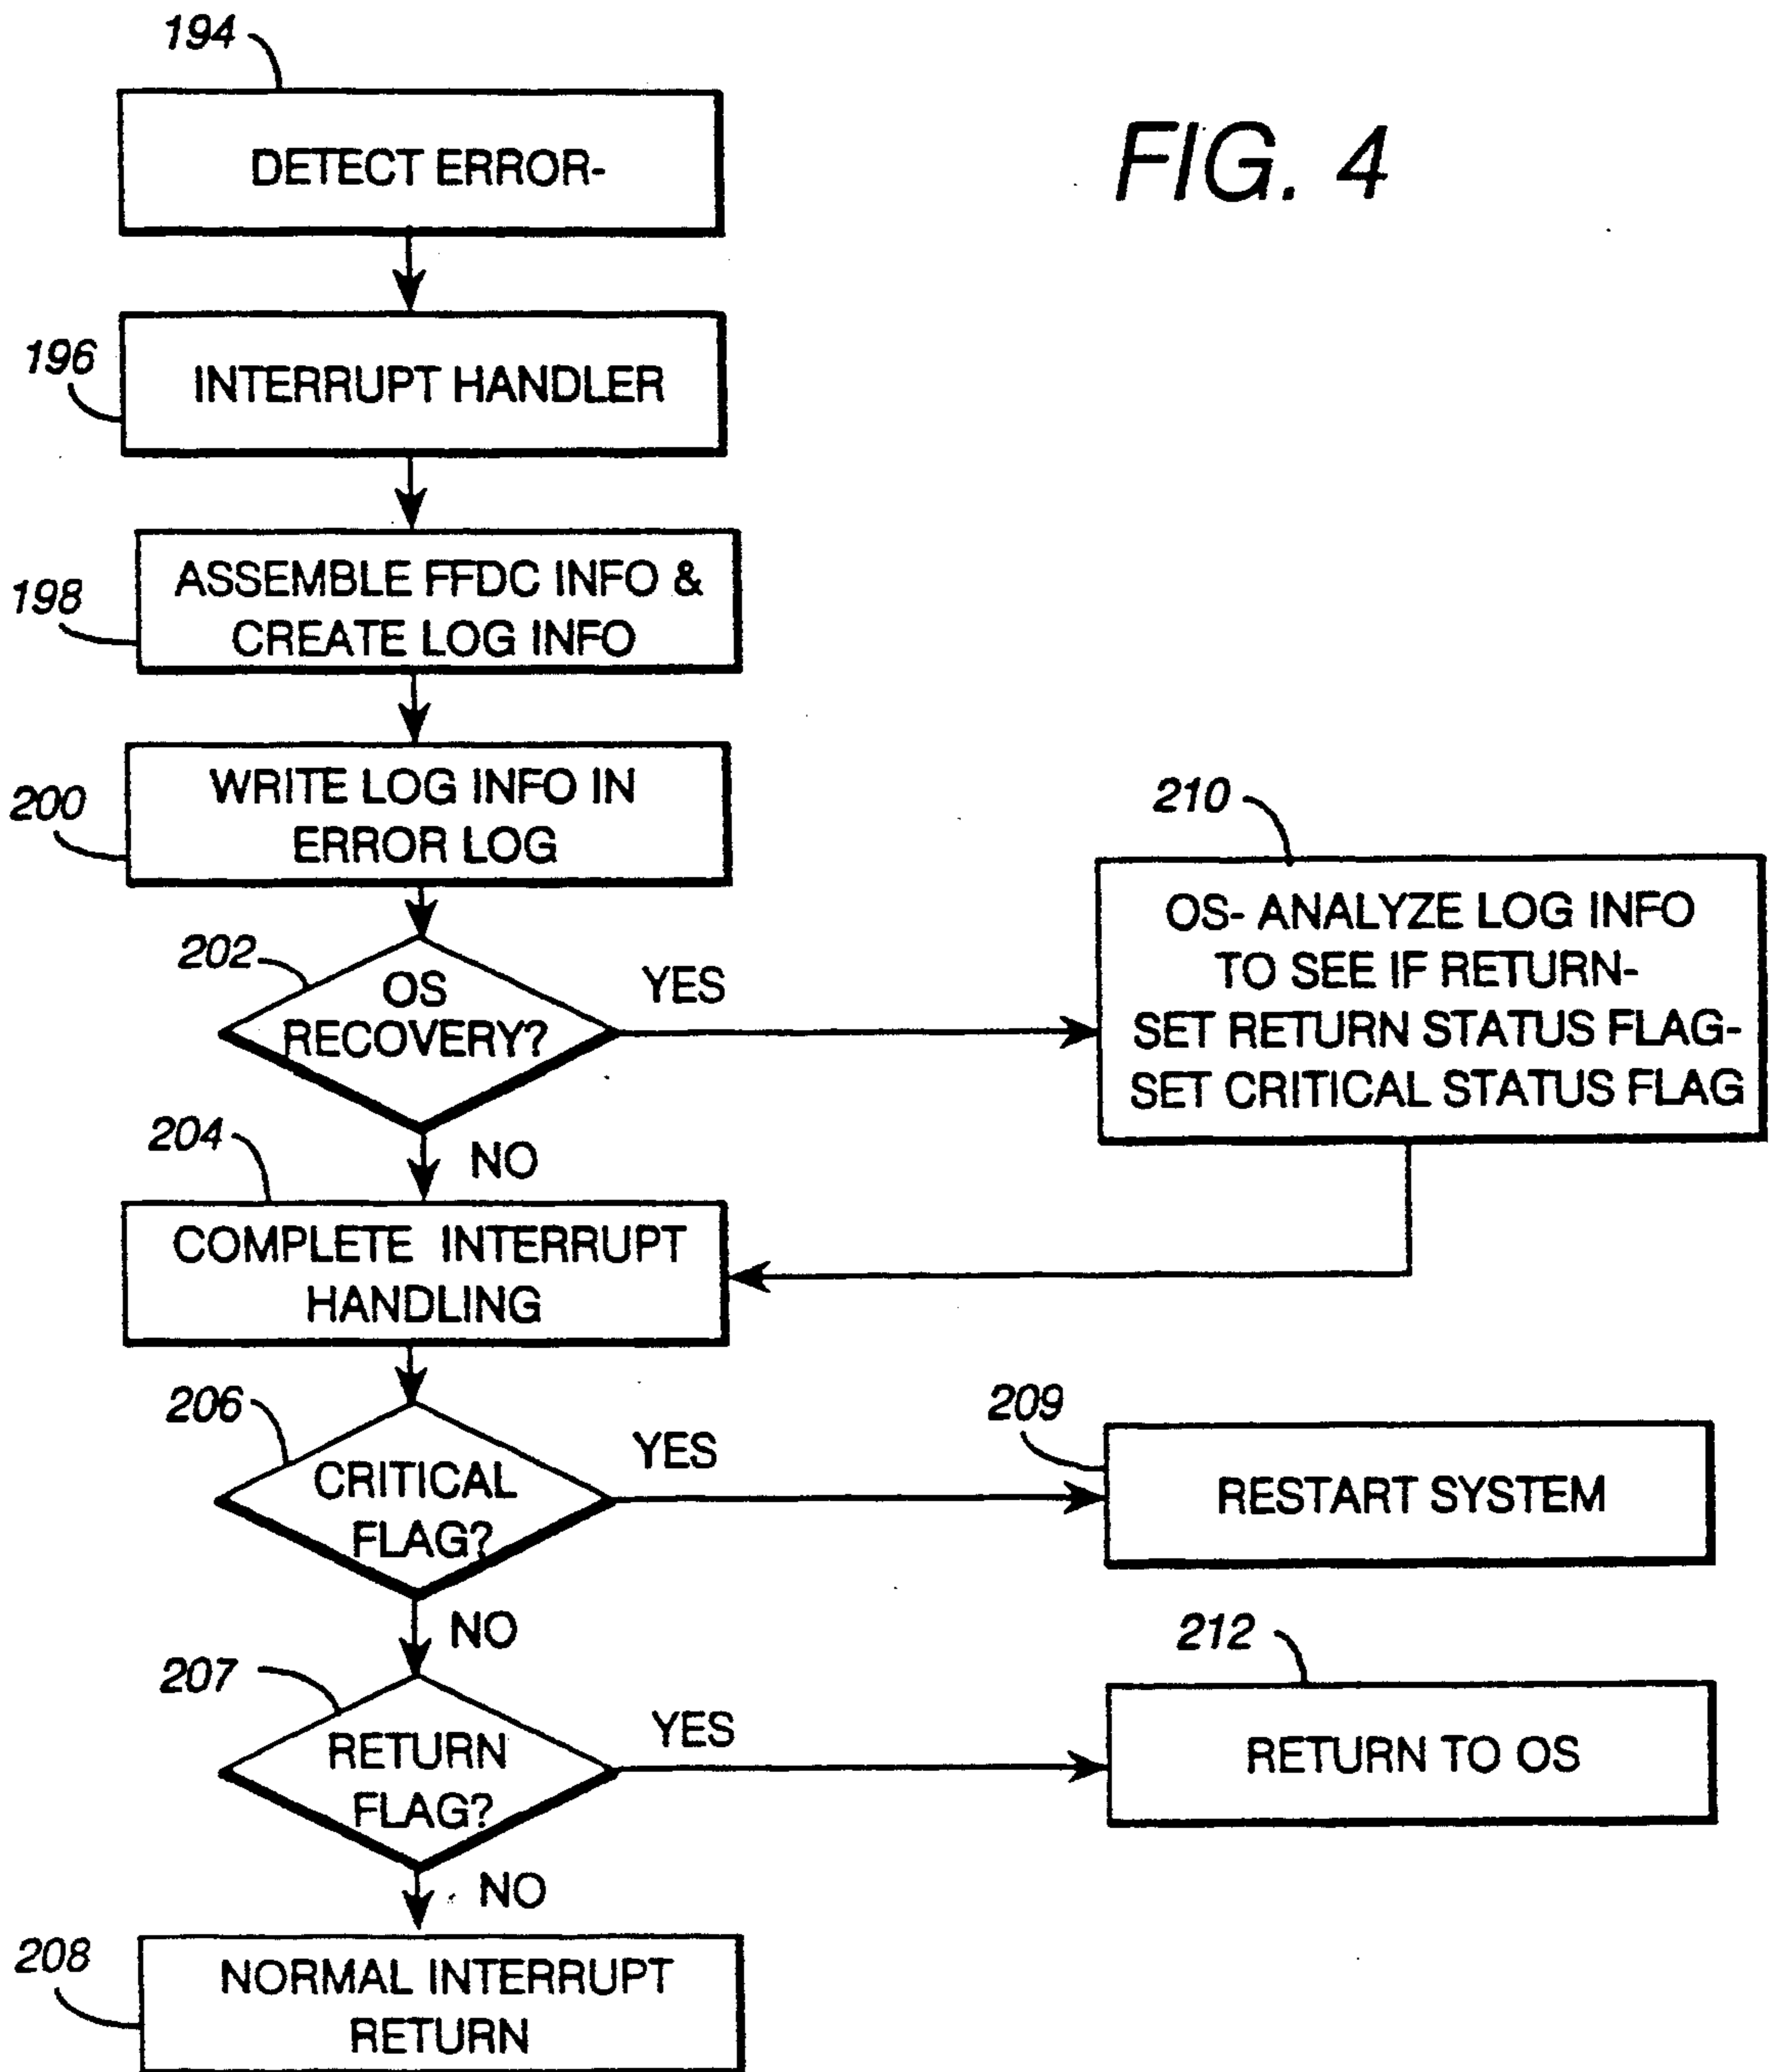 194
DETECT ERROR-
FIG. 4
196
INTERRUPT HANDLER
198
ASSEMBLE FFDC INFO &
CREATE LOG INFO
200
WRITE LOG INFO IN
ERROR LOG
202
OS
RECOVERY?
YES
210
OS- ANALYZE LOG INFO
TO SEE IF RETURN-
SET RETURN STATUS FLAG-
SET CRITICAL STATUS FLAG
NO
204
COMPLETE INTERRUPT
HANDLING
206
CRITICAL
FLAG?
YES
209
RESTART SYSTEM
NO
207
RETURN
FLAG?
YES
212
RETURN TO OS
NO
208
NORMAL INTERRUPT
RETURN